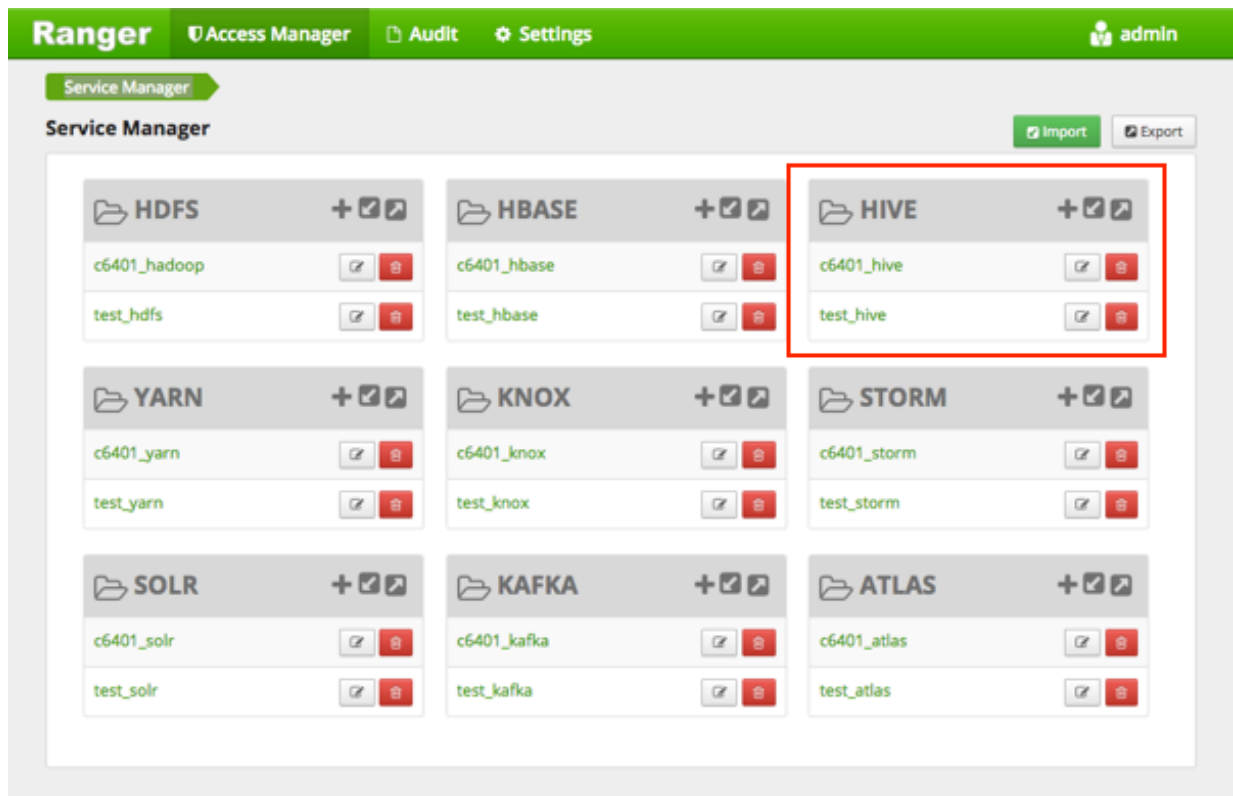 Ranger Access Manager Audit Settings admin
Service Manager
Service Manager Import Export
HDFS HBASE HIVE
c6401_hadoop c6401_hbase c6401_hive
test_hdfs test_hbase test_hive
YARN KNOX STORM
c6401_yarn c6401_knox c6401_storm
test_yarn test_knox test_storm
SOLR KAFKA ATLAS
c6401_solr c6401_kafka c6401_atlas
test_solr test_kafka test_atlas